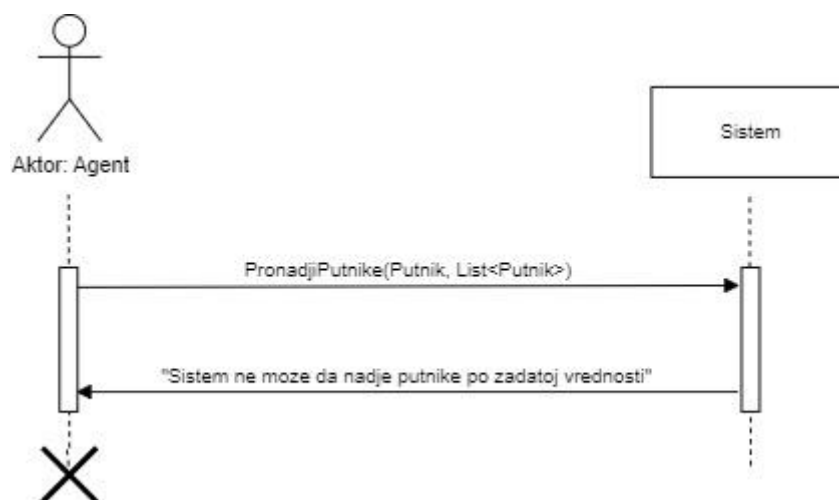 Sistem
Aktor: Agent
PronadjiPutnike(Putnik, List<Putnik>)
"Sistem ne moze da nadje putnike po zadatoj vrednosti"